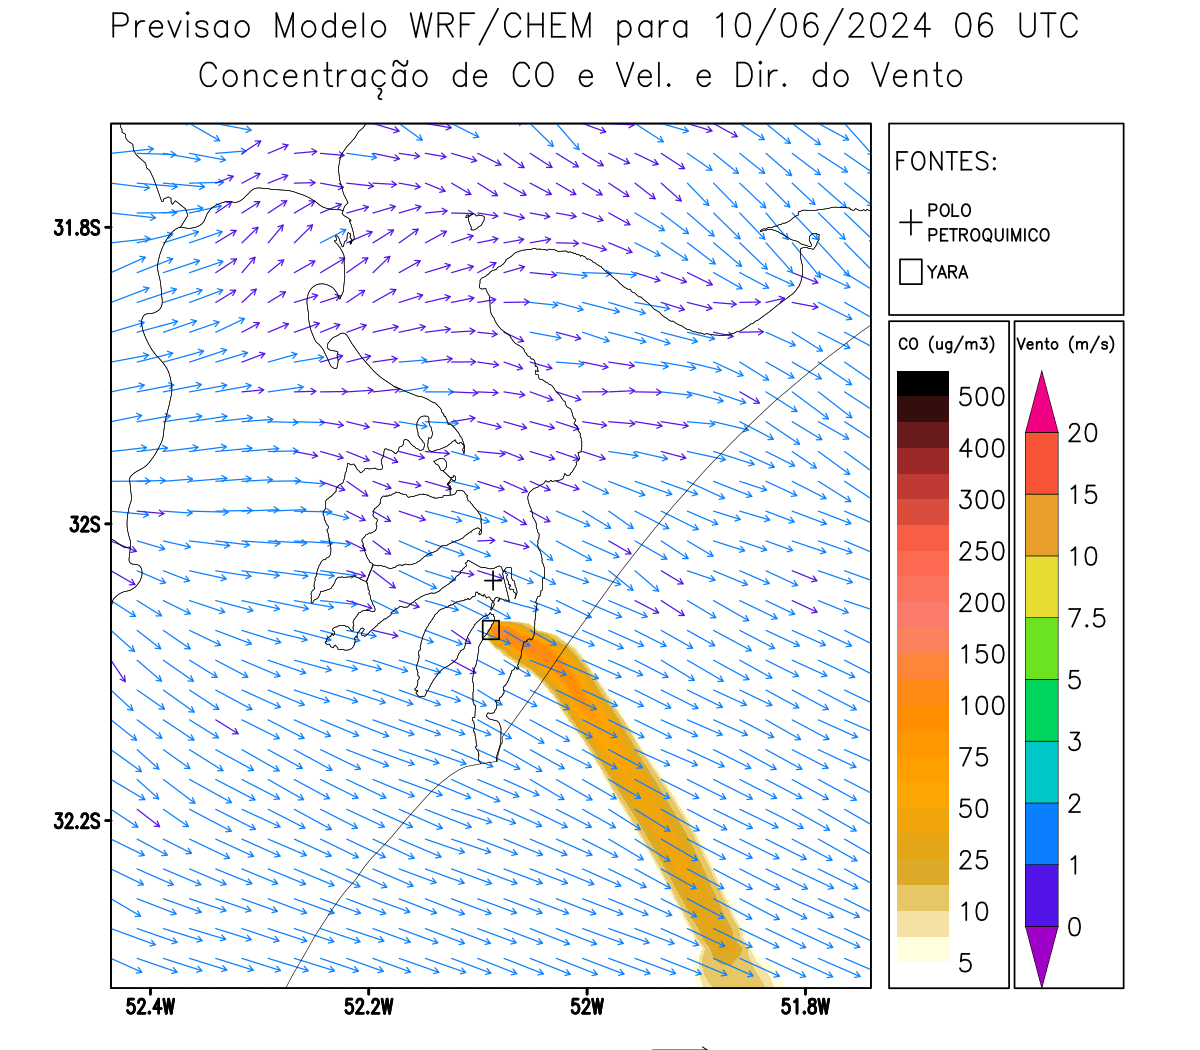 Previsao Modelo WRF/CHEM para 10/06/2024 06 UTC
Concentração de CO e Vel. e Dir. do Vento
FONTES:
POLO
PETROQUIMICO
YARA
31.8S
32S
32.2S
52.4W
52.2W
52W
51.8W
CO (ug/m3)
500
400
300
250
200
150
100
75
50
25
10
5
Vento (m/s)
20
15
10
7.5
5
3
2
1
0